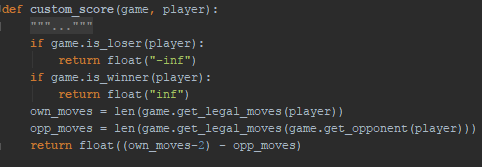 def custom_score(game, player):
    """..."""
    if game.is_loser(player):
        return float("-inf")
    if game.is_winner(player):
        return float("inf")
    own_moves = len(game.get_legal_moves(player))
    opp_moves = len(game.get_legal_moves(game.get_opponent(player)))
    return float((own_moves-2) - opp_moves)